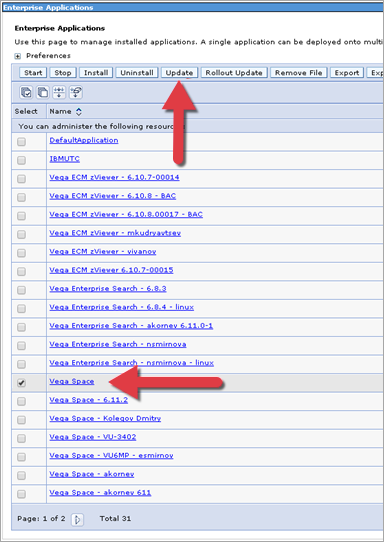 Enterprise Applications
Enterprise Applications
Use this page to manage installed applications. A single application can be deployed onto multi
Preferences
Start Stop Install Uninstall Update Rollout Update Remove File Export Exp
Select Name
You can administer the following resources
DefaultApplication
IBMUTC
Vega ECM zViewer - 6.10.7-00014
Vega ECM zViewer - 6.10.8 - BAC
Vega ECM zViewer - 6.10.8.00017 - BAC
Vega ECM zViewer - mkudryavtsev
Vega ECM zViewer - vivanov
Vega ECM zViewer 6.10.7-00015
Vega Enterprise Search - 6.8.3
Vega Enterprise Search - 6.8.4 - linux
Vega Enterprise Search - akornev 6.11.0-1
Vega Enterprise Search - nsmirnova
Vega Enterprise Search - nsmirnova - linux
Vega Space
Vega Space - 6.11.2
Vega Space - Kolegov Dmitry
Vega Space - VU-3402
Vega Space - VU6MP - esmirnov
Vega Space - akornev
Vega Space - akornev 611
Page: 1 of 2 Total 31